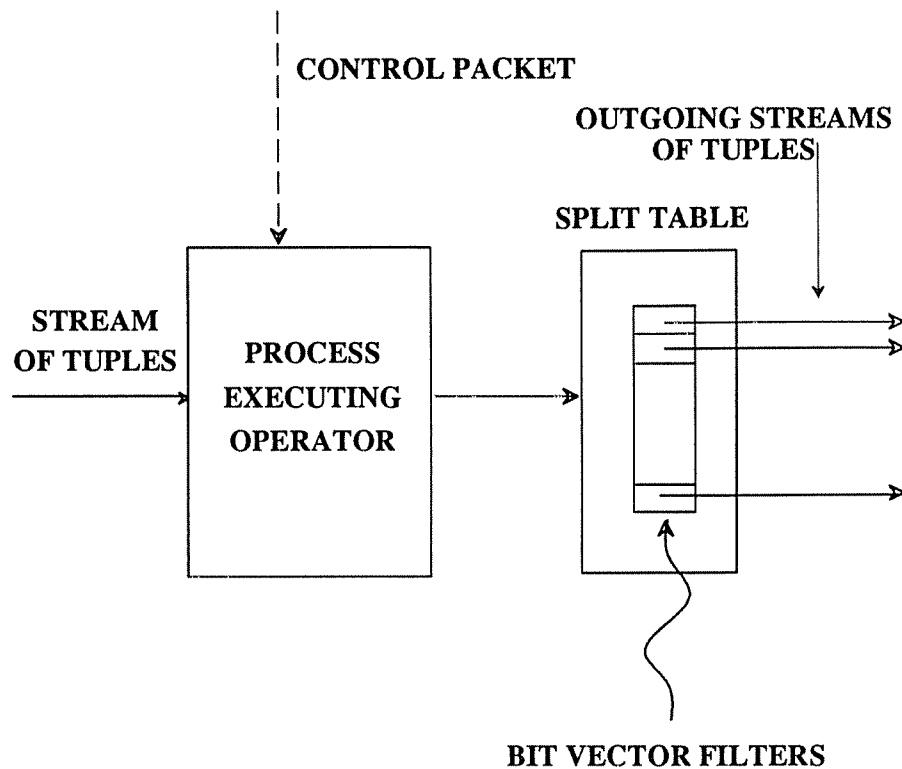 CONTROL PACKET
OUTGOING STREAMS
OF TUPLES
SPLIT TABLE
STREAM
OF TUPLES
PROCESS
EXECUTING
OPERATOR
BIT VECTOR FILTERS